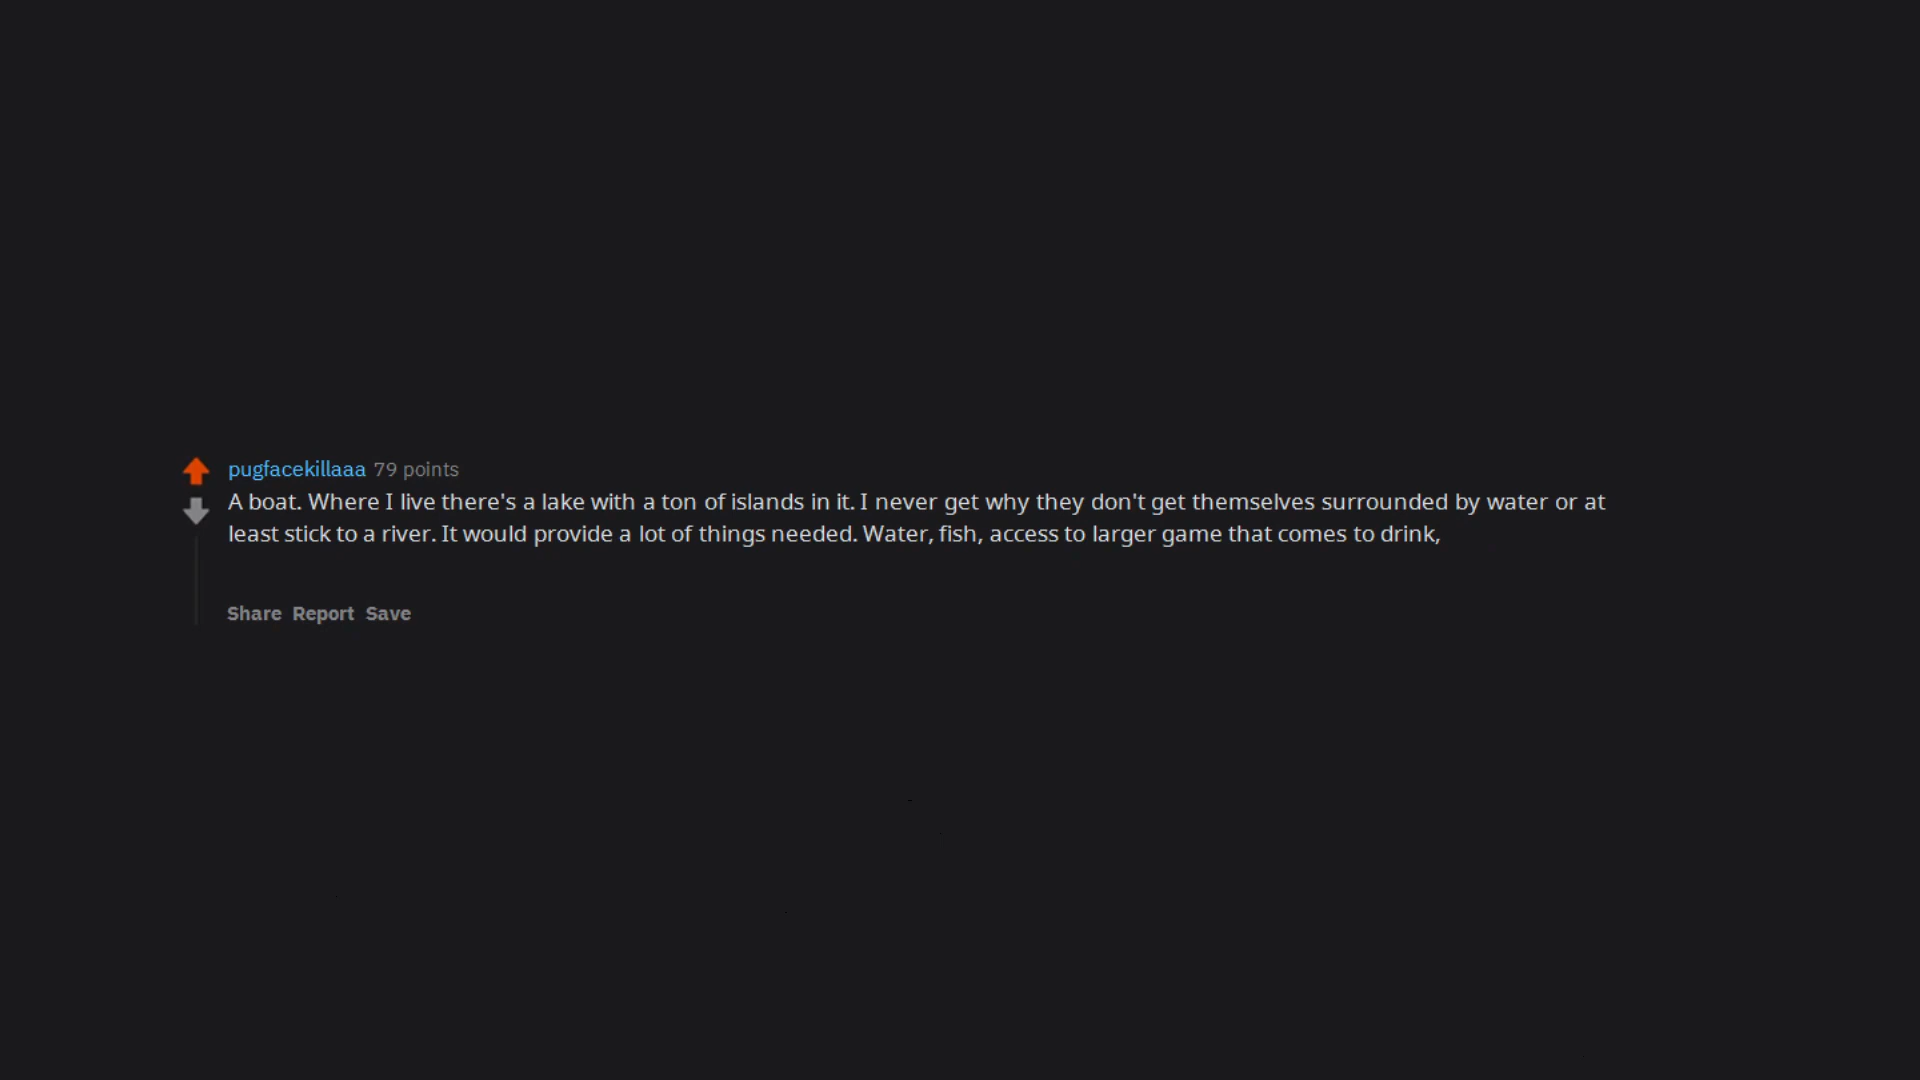 pugfacekillaaa 79 points
A boat. Where I live there's a lake with a ton of islands in it. I never get why they don't get themselves surrounded by water or at
least stick to a river. It would provide a lot of things needed. Water, fish, access to larger game that comes to drink,
Share Report Save